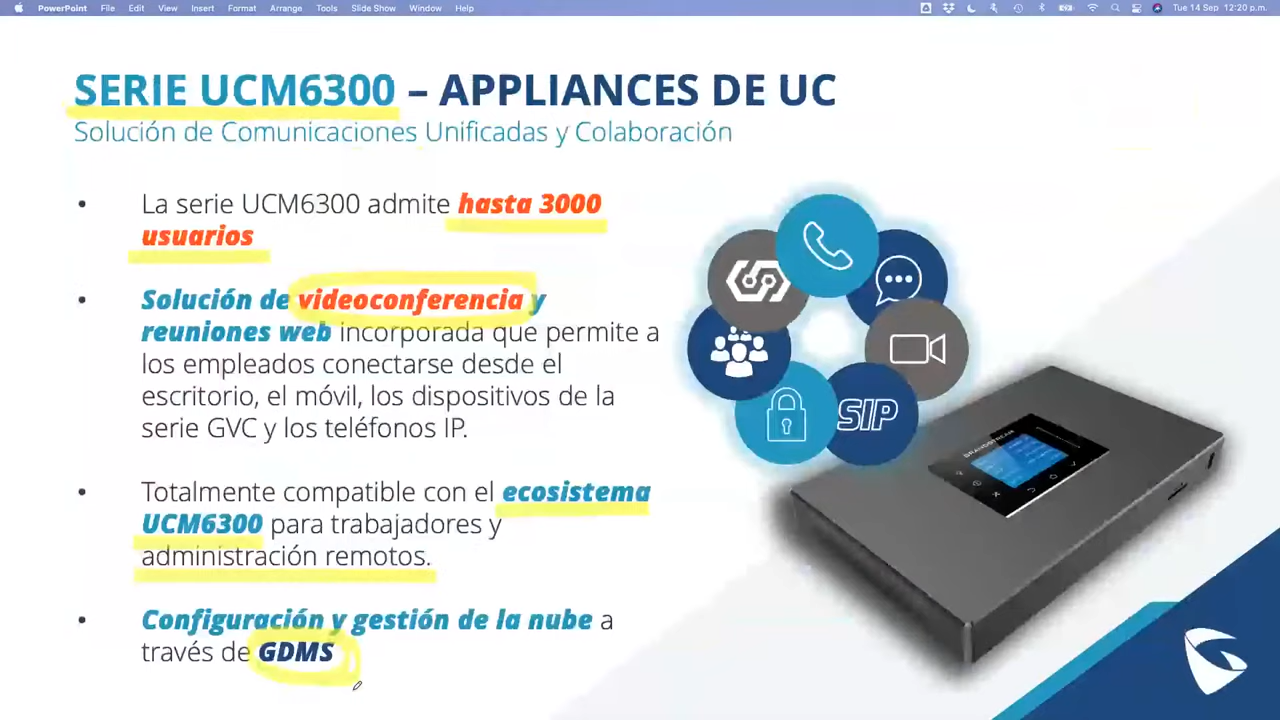 PowerPoint File Edit View Insert Format Arrange Tools Slide Show Window Help Tue 14 Sep 12:20 p.m.
SERIE UCM6300 – APPLIANCES DE UC
Solución de Comunicaciones Unificadas y Colaboración
• La serie UCM6300 admite hasta 3000
usuarios
• Solución de videoconferencia y
reuniones web incorporada que permite a
los empleados conectarse desde el
escritorio, el móvil, los dispositivos de la
serie GVC y los teléfonos IP.
• Totalmente compatible con el ecosistema
UCM6300 para trabajadores y
administración remotos.
• Configuración y gestión de la nube a
través de GDMS
SIP
GRANDSTREAM